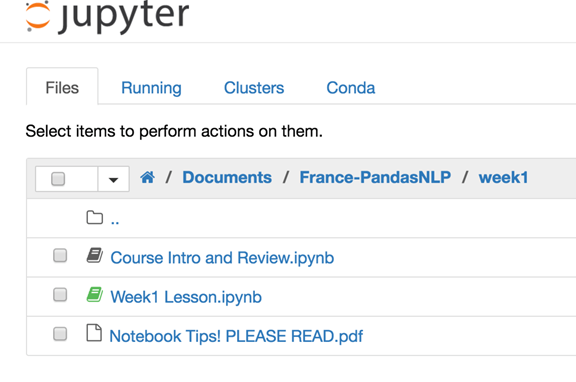 jupyter
Files Running Clusters Conda
Select items to perform actions on them.
/ Documents / France-PandasNLP / week1
..
Course Intro and Review.ipynb
Week1 Lesson.ipynb
Notebook Tips! PLEASE READ.pdf